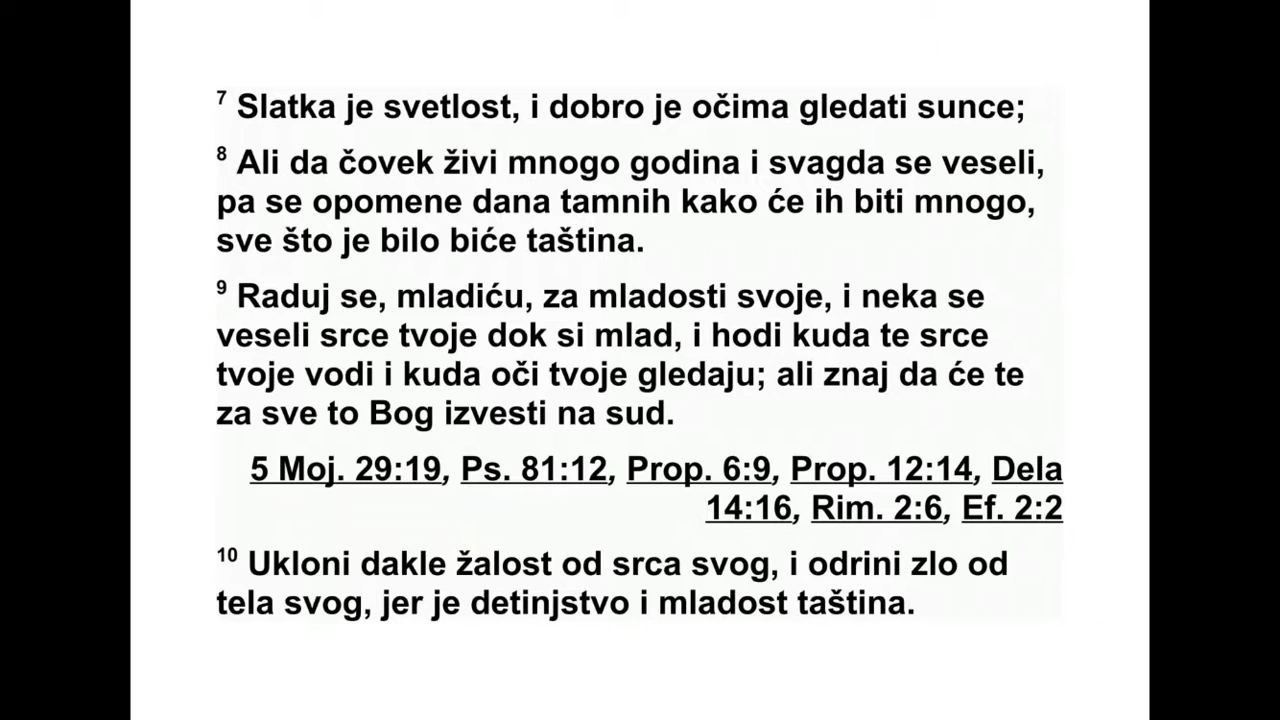 7 Slatka je svetlost, i dobro je očima gledati sunce;
8 Ali da čovek živi mnogo godina i svagda se veseli,
pa se opomene dana tamnih kako će ih biti mnogo,
sve što je bilo biće taština.
9 Raduj se, mladiću, za mladosti svoje, i neka se
veseli srce tvoje dok si mlad, i hodi kuda te srce
tvoje vodi i kuda oči tvoje gledaju; ali znaj da će te
za sve to Bog izvesti na sud.
5 Moj. 29:19, Ps. 81:12, Prop. 6:9, Prop. 12:14, Dela
14:16, Rim. 2:6, Ef. 2:2
10 Ukloni dakle žalost od srca svog, i odrini zlo od
tela svog, jer je detinjstvo i mladost taština.